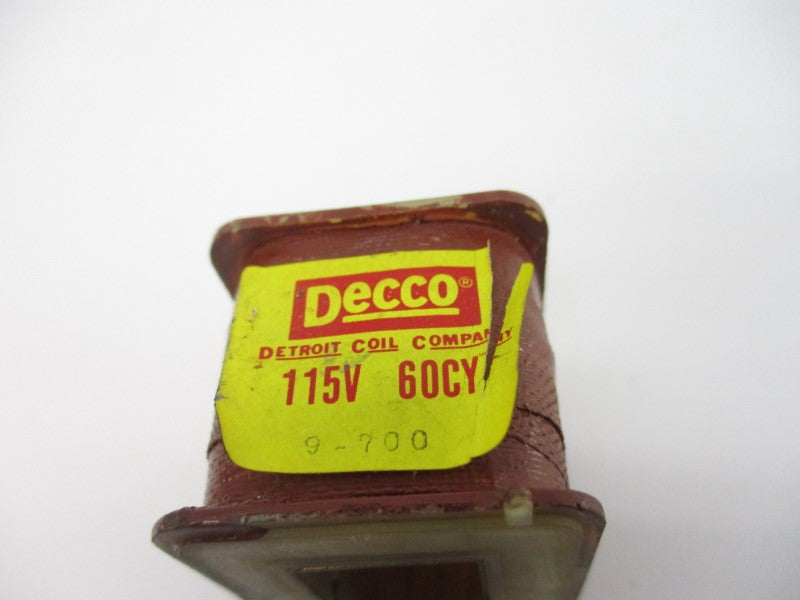 Decco®
DETROIT COIL COMPANY
115V 60CY
9-700